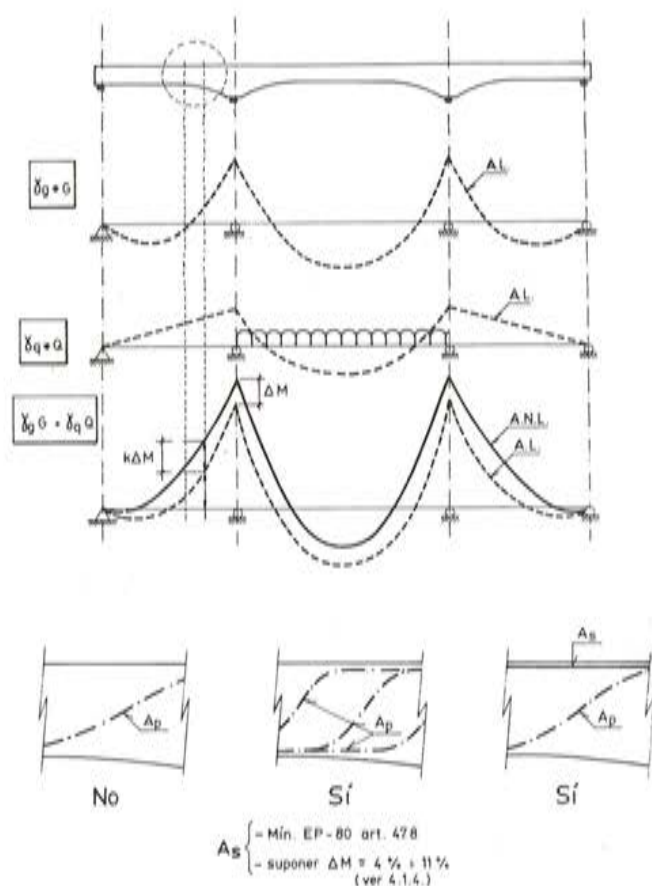 A.L.
γg * G
A.L.
γq * Q
ΔM
γg G + γq Q
A.N.L.
A.L.
kΔM
As
Ap
Ap
Ap
No
Sí
Sí
As
- Mín. EP-80 art. 47.8
- suponer ΔM = 4 % ÷ 11 %
(ver 4.1.4.)